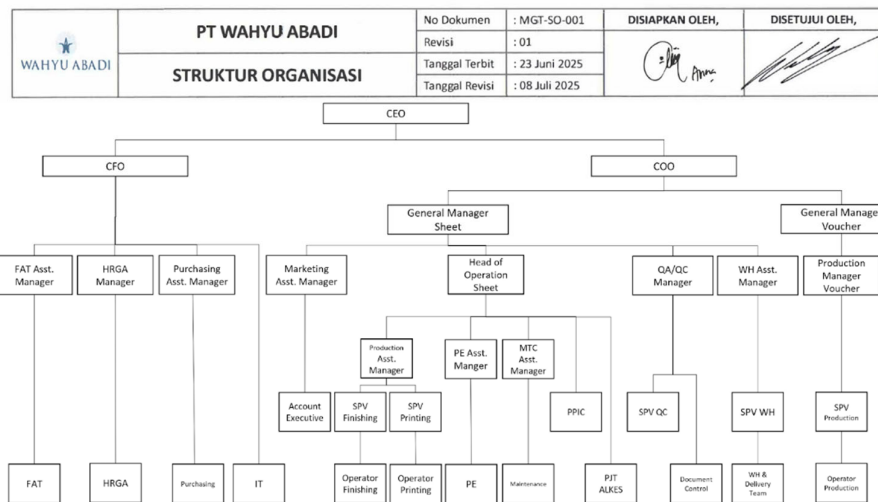 WAHYU ABADI
PT WAHYU ABADI
STRUKTUR ORGANISASI
No Dokumen : MGT-SO-001
Revisi : 01
Tanggal Terbit : 23 Juni 2025
Tanggal Revisi : 08 Juli 2025
DISIAPKAN OLEH,
Anna
DISETUJUI OLEH,
CEO
CFO
COO
General Manager
Sheet
General Manage
Voucher
FAT Asst.
Manager
HRGA
Manager
Purchasing
Asst. Manager
Marketing
Asst. Manager
Head of
Operation
Sheet
QA/QC
Manager
WH Asst.
Manager
Production
Manager
Voucher
Production
Asst.
Manager
PE Asst.
Manger
MTC
Asst.
Manager
Account
Executive
SPV
Finishing
SPV
Printing
PPIC
SPV QC
SPV WH
SPV
Production
FAT
HRGA
Purchasing
IT
Operator
Finishing
Operator
Printing
PE
Maintenance
PJT
ALKES
Document
Control
WH &
Delivery
Team
Operator
Production